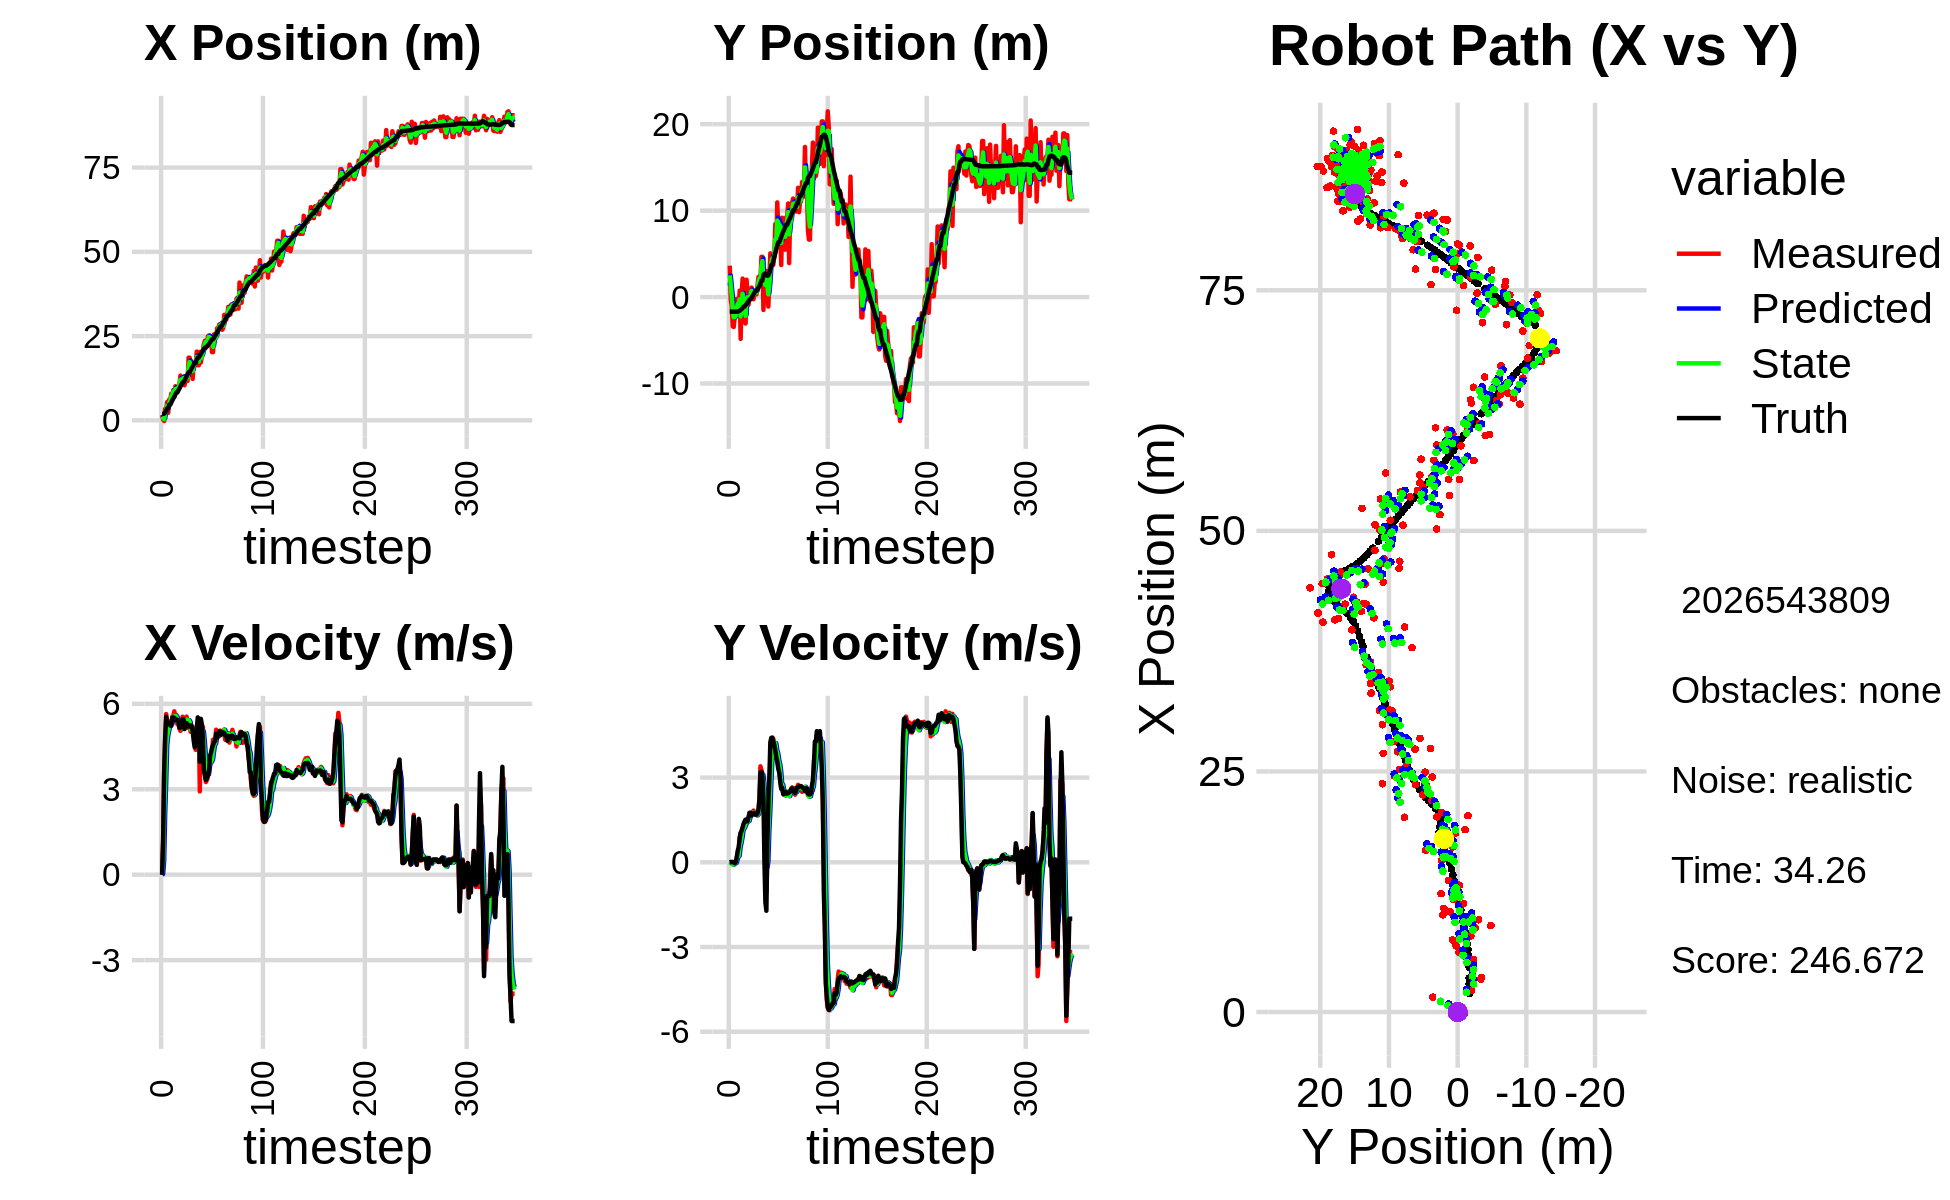 X Position (m)
75
50
25
0
0
100
200
300
timestep
Y Position (m)
20
10
0
-10
0
100
200
300
timestep
X Velocity (m/s)
6
3
0
-3
0
100
200
300
timestep
Y Velocity (m/s)
3
0
-3
-6
0
100
200
300
timestep
Robot Path (X vs Y)
X Position (m)
75
50
25
0
20 10 0 -10 -20
Y Position (m)
variable
Measured
Predicted
State
Truth
2026543809
Obstacles: none
Noise: realistic
Time: 34.26
Score: 246.672